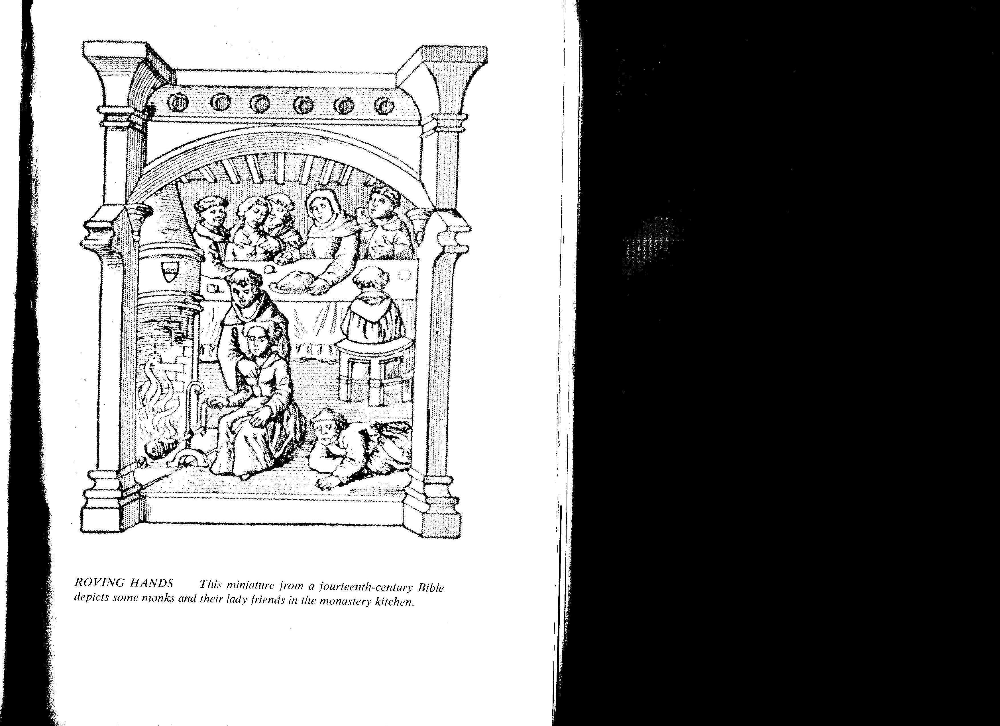 ROVING HANDS This miniature from a fourteenth-century Bible
depicts some monks and their lady friends in the monastery kitchen.